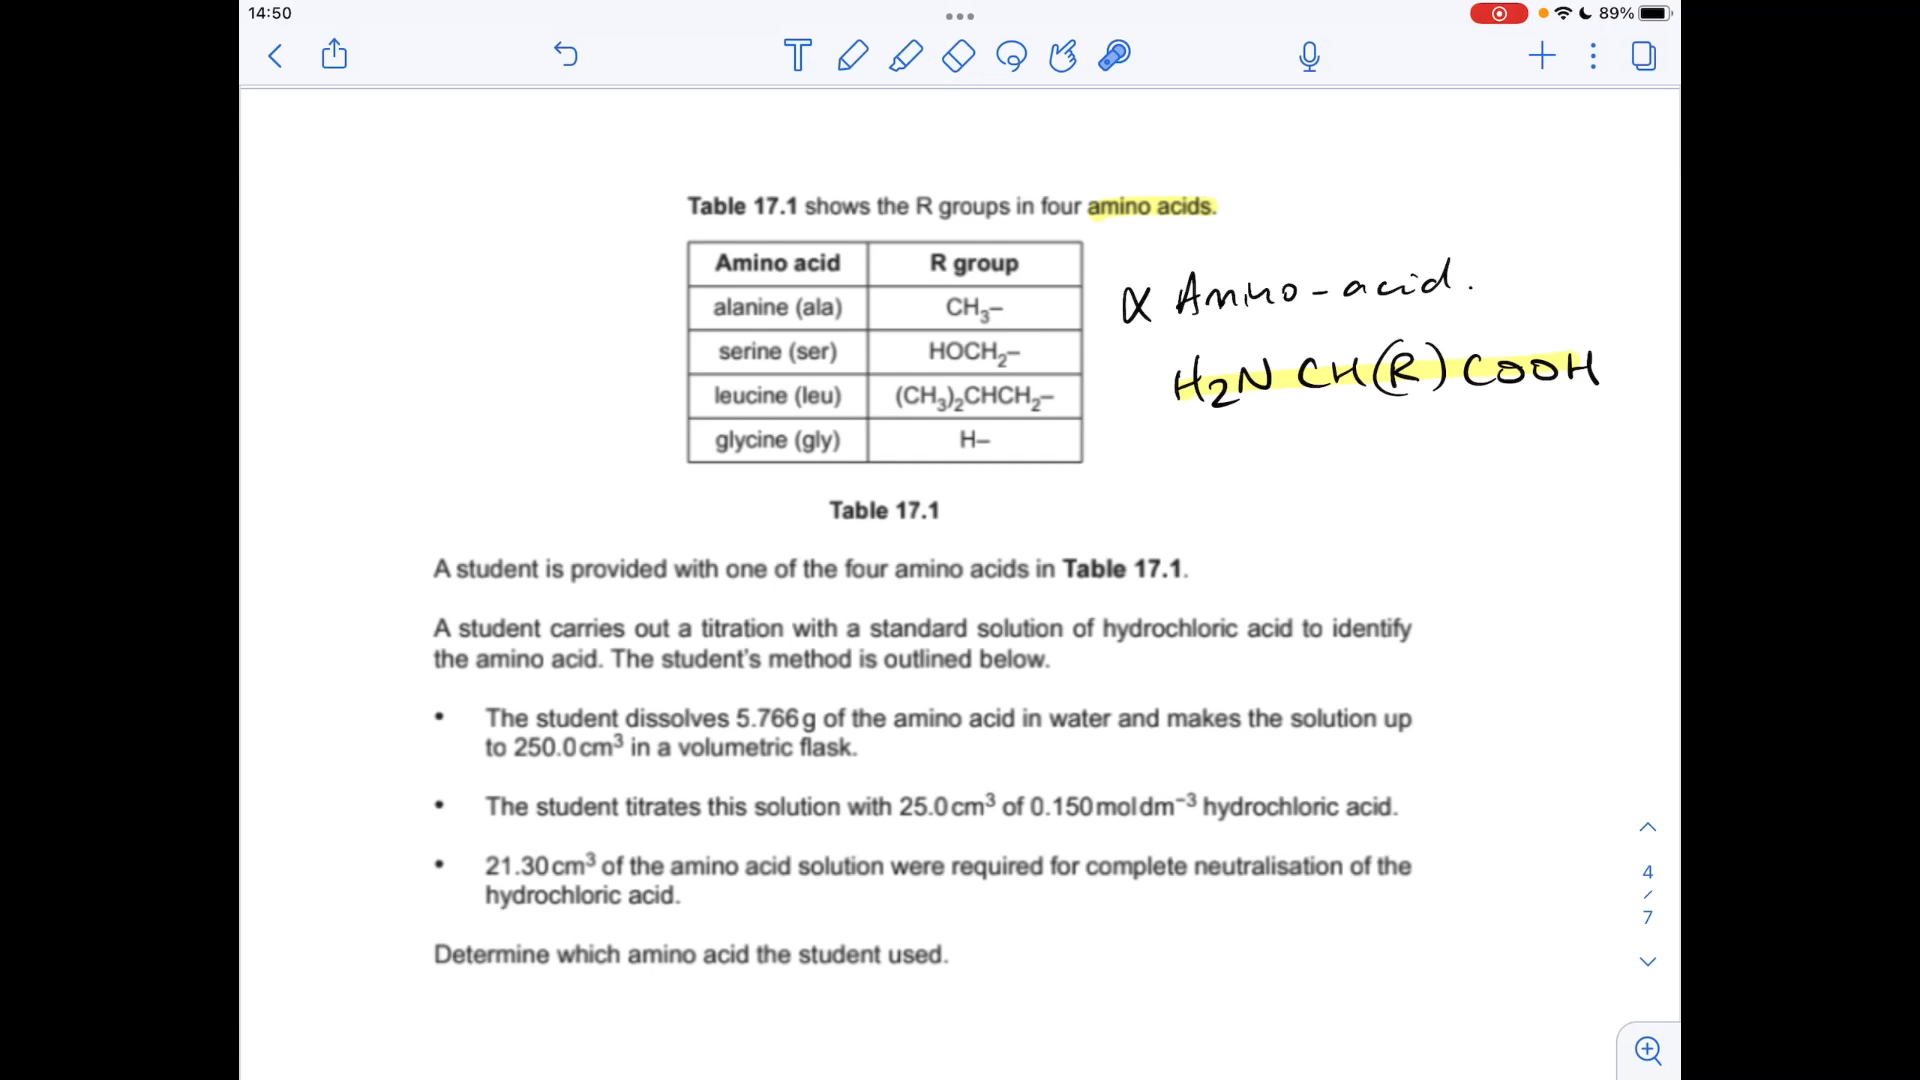 14:50
89%
Table 17.1 shows the R groups in four amino acids.
Amino acid R group
alanine (ala) CH₃–
serine (ser) HOCH₂–
leucine (leu) (CH₃)₂CHCH₂–
glycine (gly) H–
Table 17.1
α Amino-acid.
H₂N CH(R) COOH
A student is provided with one of the four amino acids in Table 17.1.
A student carries out a titration with a standard solution of hydrochloric acid to identify
the amino acid. The student's method is outlined below.
• The student dissolves 5.766 g of the amino acid in water and makes the solution up
to 250.0 cm³ in a volumetric flask.
• The student titrates this solution with 25.0 cm³ of 0.150 mol dm⁻³ hydrochloric acid.
• 21.30 cm³ of the amino acid solution were required for complete neutralisation of the
hydrochloric acid.
Determine which amino acid the student used.
4
/
7